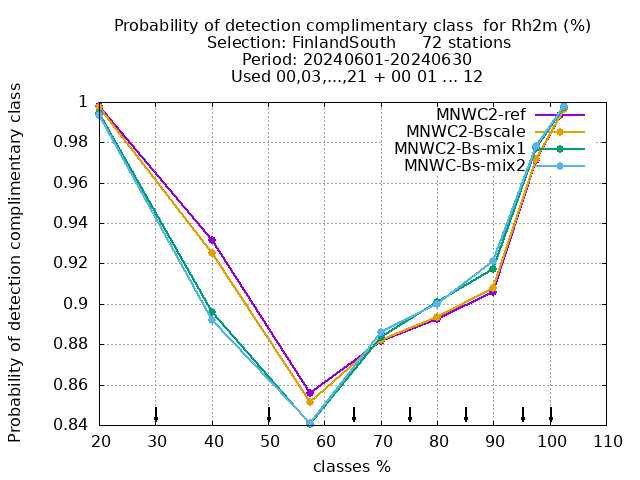 Probability of detection complimentary class  for Rh2m (%)
Selection: FinlandSouth     72 stations
Period: 20240601-20240630
Used 00,03,...,21 + 00 01 ... 12
Probability of detection complimentary class
1
0.98
0.96
0.94
0.92
0.9
0.88
0.86
0.84
MNWC2-ref
MNWC2-Bscale
MNWC2-Bs-mix1
MNWC-Bs-mix2
20 30 40 50 60 70 80 90 100 110
classes %